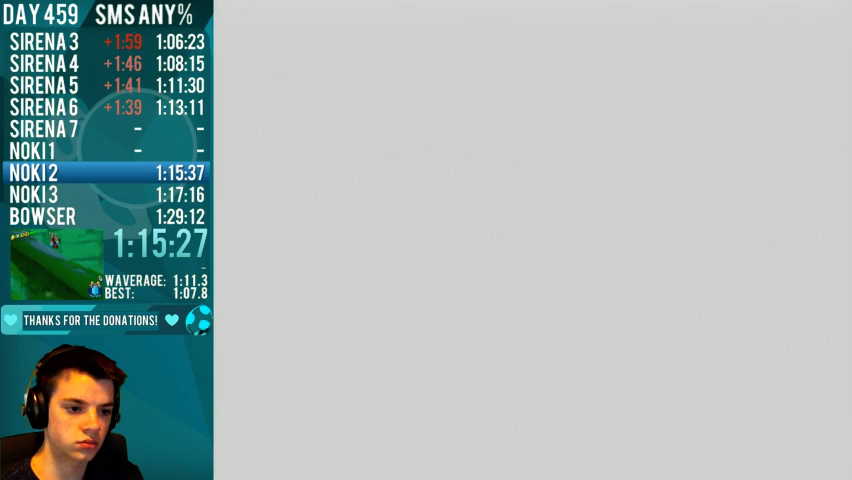 DAY 459 SMS ANY%
SIRENA 3 +1:59 1:06:23
SIRENA 4 +1:46 1:08:15
SIRENA 5 +1:41 1:11:30
SIRENA 6 +1:39 1:13:11
SIRENA 7 - -
NOKI 1 - -
NOKI 2 1:15:37
NOKI 3 1:17:16
BOWSER 1:29:12
1:15:27
-
WAVERAGE: 1:11.3
BEST: 1:07.8
THANKS FOR THE DONATIONS!